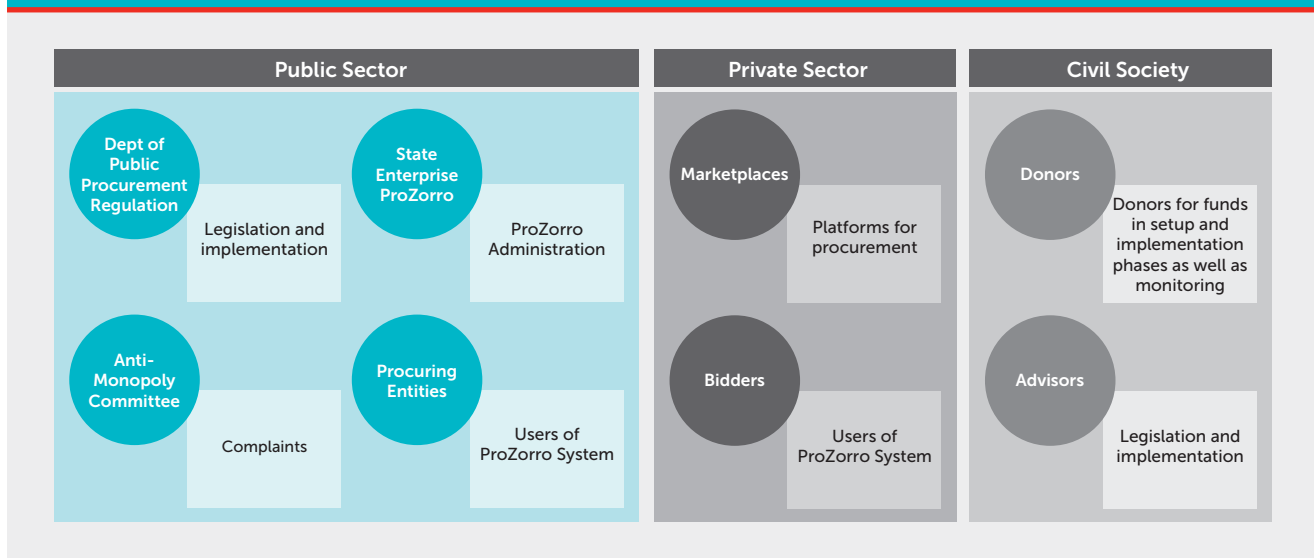 Public Sector
Dept of
Public
Procurement
Regulation
Legislation and
implementation
State
Enterprise
ProZorro
ProZorro
Administration
Anti-
Monopoly
Committee
Complaints
Procuring
Entities
Users of
ProZorro System
Private Sector
Marketplaces
Platforms for
procurement
Bidders
Users of
ProZorro System
Civil Society
Donors
Donors for funds
in setup and
implementation
phases as well as
monitoring
Advisors
Legislation and
implementation